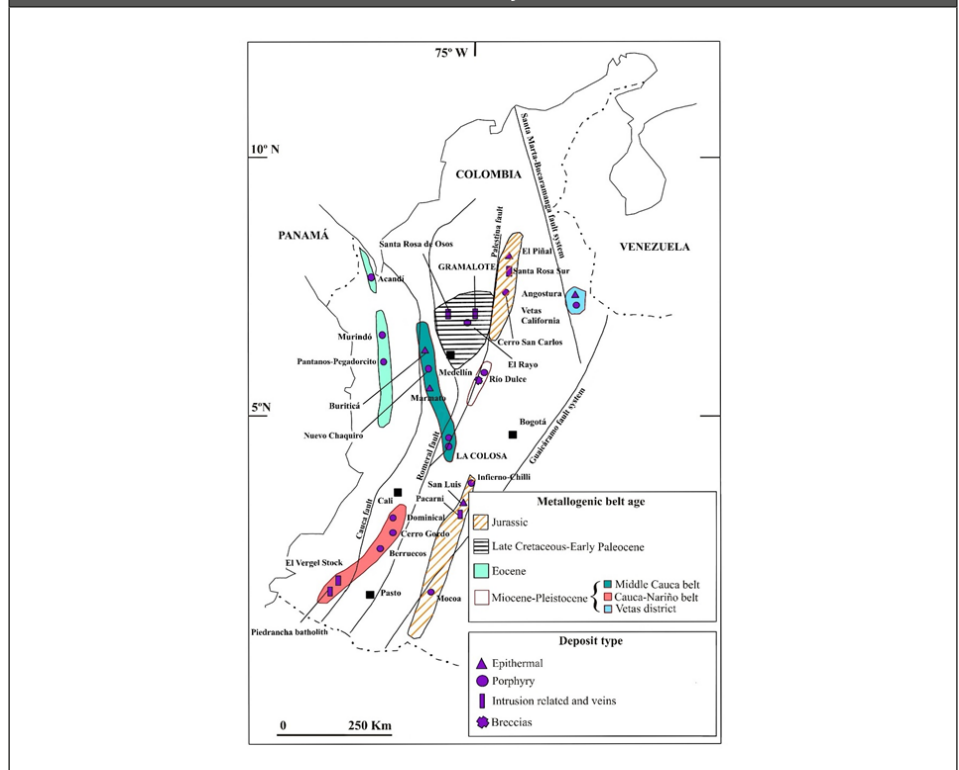 75º W
10º N
COLOMBIA
Santa Marta-Bucaramanga fault system
PANAMÁ
VENEZUELA
Palestina fault
Santa Rosa de Osos
GRAMALOTE
El Piñal
Santa Rosa Sur
Acandí
Angostura
Vetas
California
Murindó
Cerro San Carlos
Pantanos-Pegadorcito
El Rayo
Medellín
Río Dulce
Marmato
Buriticá
5ºN
Bogotá
Nuevo Chaquiro
Guaicáramo fault system
Romeral fault
LA COLOSA
Infierno-Chilli
San Luis
Pacarni
Cali
Cauca fault
Dominical
Cerro Gordo
Berruecos
El Vergel Stock
Pasto
Mocoa
Piedrancha batholith
Metallogenic belt age
Jurassic
Late Cretaceous-Early Paleocene
Eocene
Miocene-Pleistocene
Middle Cauca belt
Cauca-Nariño belt
Vetas district
Deposit type
Epithermal
Porphyry
Intrusion related and veins
Breccias
0 250 Km